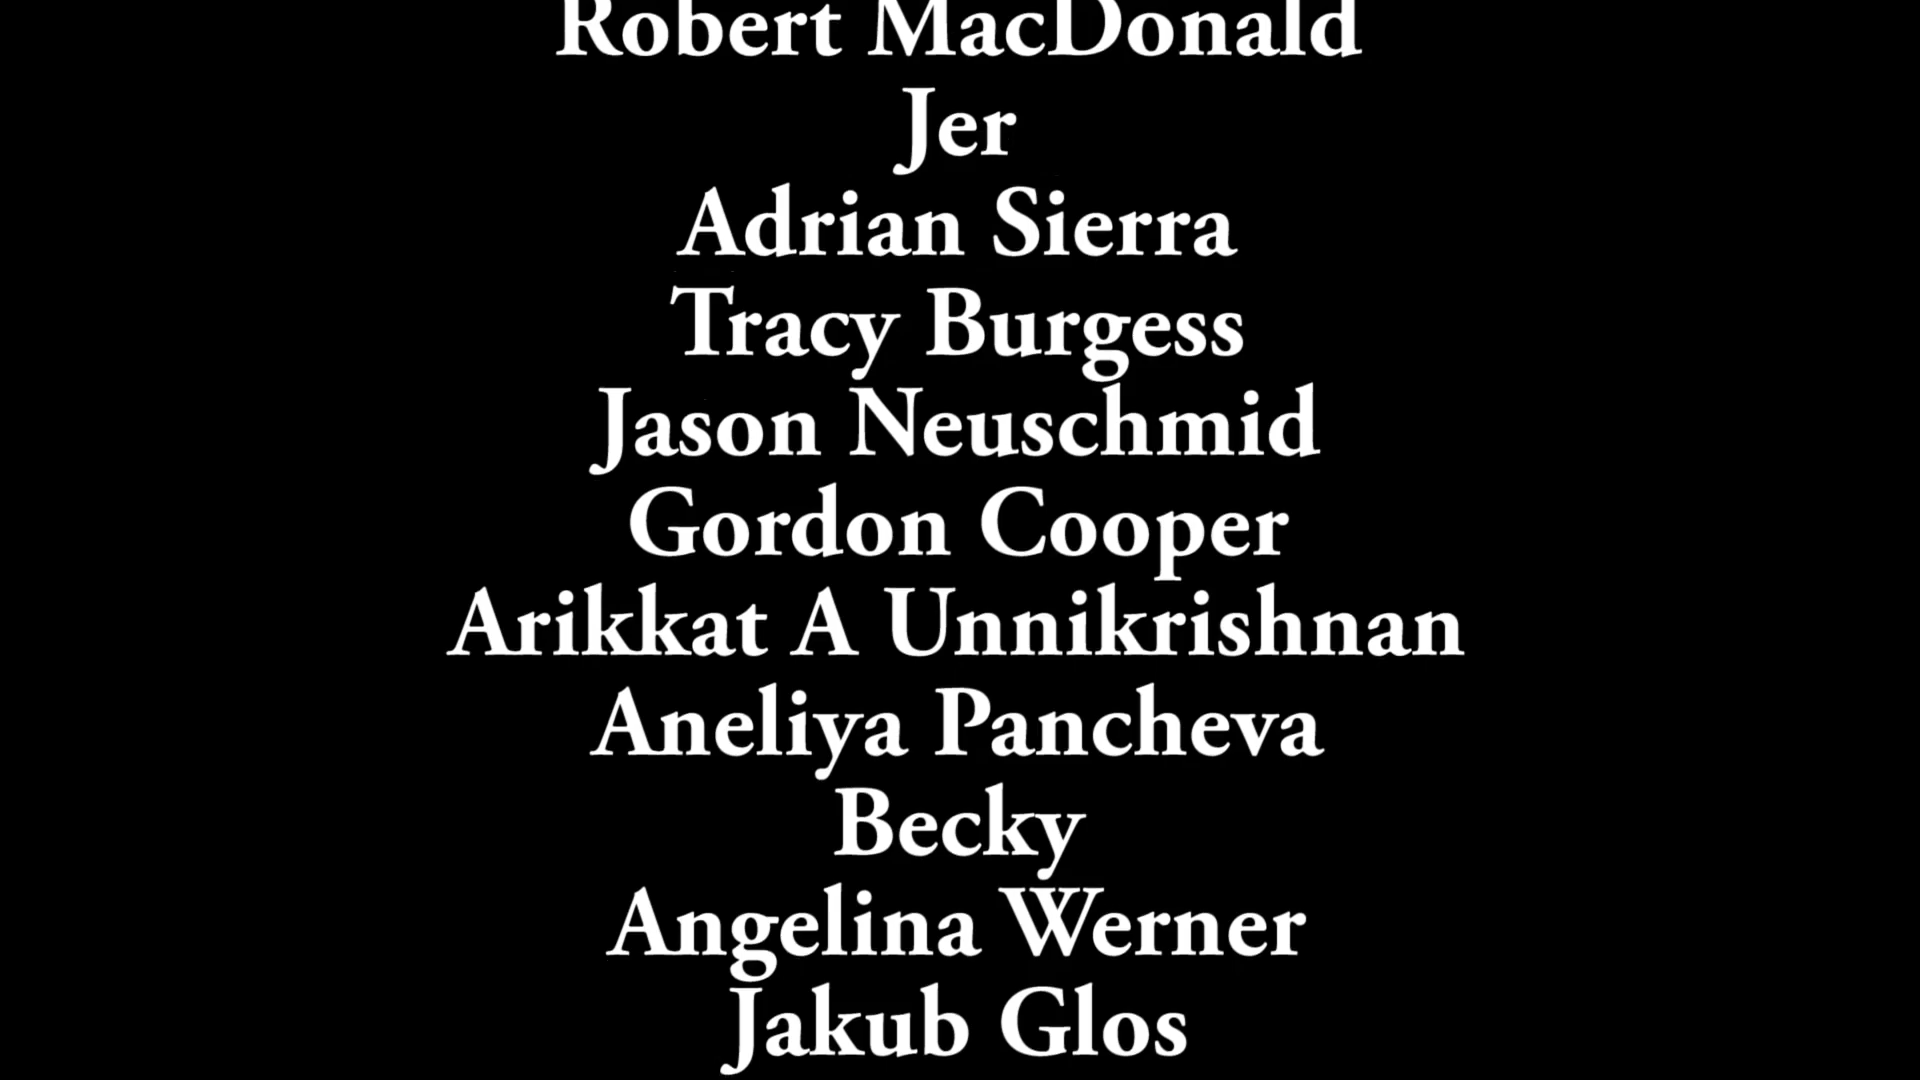 Robert MacDonald
Jer
Adrian Sierra
Tracy Burgess
Jason Neuschmid
Gordon Cooper
Arikkat A Unnikrishnan
Aneliya Pancheva
Becky
Angelina Werner
Jakub Glos